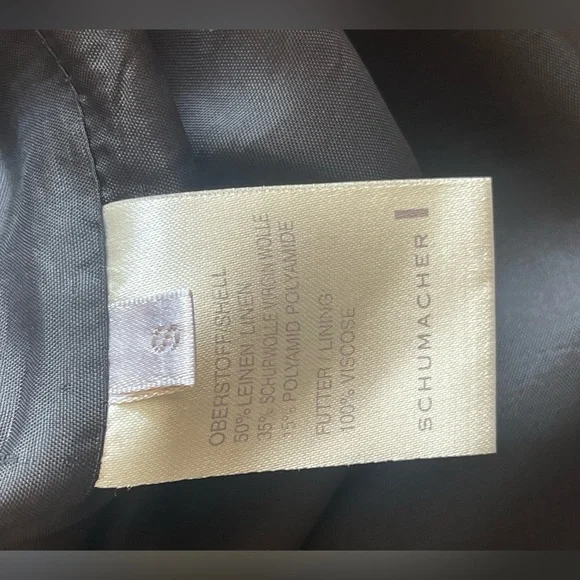 OBERSTOFF/SHELL
50% LEINEN LINEN
35% SCHURWOLLE VIRGIN WOLLE
15% POLYAMID POLYAMIDE
FUTTER LINING:
100% VISCOSE
SCHUMACHER